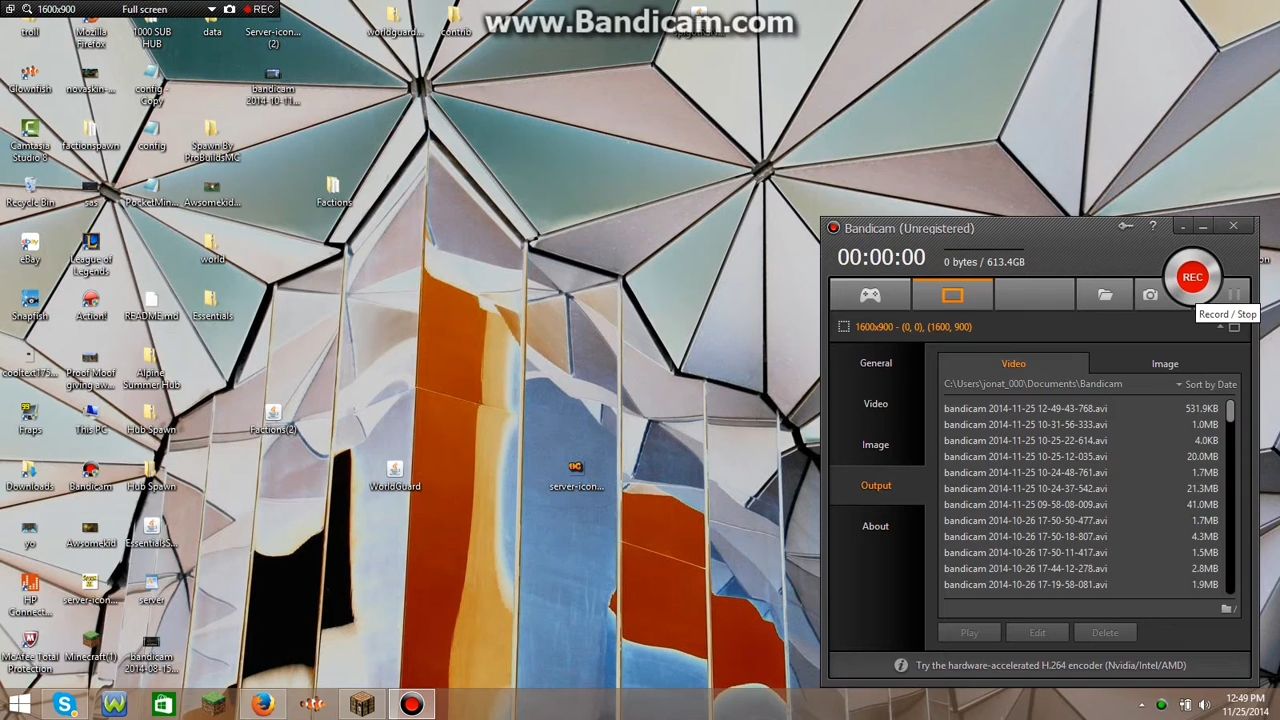 1600x900
Full screen
REC
www.Bandicam.com
troll
Mozilla
Firefox
1000 SUB
HUB
data
Server-icon...
(2)
worldguard...
contrib
Clownfish
novaskin-...
config -
Copy
bandicam
2014-10-11...
Camtasia
Studio 8
factionspawn
config
Spawn By
ProBuildsMC
Recycle Bin
sas
PocketMin...
Awsomekid...
Factions
eBay
League of
Legends
world
Snapfish
Action!
README.md
Essentials
cooltext175...
Proof Moof
giving aw...
Alpine
Summer Hub
Fraps
This PC
Hub Spawn
Factions(2)
Downloads
Bandicam
Hub Spawn
WorldGuard
server-icon...
yo
Awsomekid
EssentialsS...
HP
Connect...
server-icon...
server
McAfee Total
Protection
Minecraft(1)
bandicam
2014-08-15...
Bandicam (Unregistered)
00:00:00
0 bytes / 613.4GB
REC
Record / Stop
1600x900 - (0, 0), (1600, 900)
General
Video
Image
Output
About
Video
Image
C:\Users\jonat_000\Documents\Bandicam
Sort by Date
bandicam 2014-11-25 12-49-43-768.avi 531.9KB
bandicam 2014-11-25 10-31-56-333.avi 1.0MB
bandicam 2014-11-25 10-25-22-614.avi 4.0KB
bandicam 2014-11-25 10-25-12-035.avi 20.0MB
bandicam 2014-11-25 10-24-48-761.avi 1.7MB
bandicam 2014-11-25 10-24-37-542.avi 21.3MB
bandicam 2014-11-25 09-58-08-009.avi 41.0MB
bandicam 2014-10-26 17-50-50-477.avi 1.7MB
bandicam 2014-10-26 17-50-18-807.avi 4.3MB
bandicam 2014-10-26 17-50-11-417.avi 1.5MB
bandicam 2014-10-26 17-44-12-278.avi 2.8MB
bandicam 2014-10-26 17-19-58-081.avi 1.9MB
Play
Edit
Delete
Try the hardware-accelerated H.264 encoder (Nvidia/Intel/AMD)
12:49 PM
11/25/2014